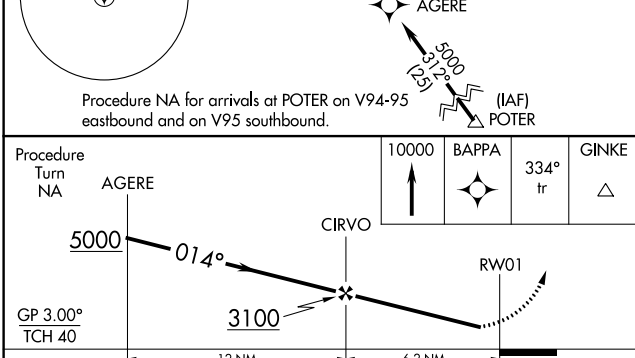 AGERE
5000
312°
(25)
(IAF)
POTER
Procedure NA for arrivals at POTER on V94-95
eastbound and on V95 southbound.
Procedure
Turn
NA
AGERE
10000
BAPPA
334°
tr
GINKE
CIRVO
5000
014°
RW01
3100
GP 3.00°
TCH 40
12 NM
6.2 NM